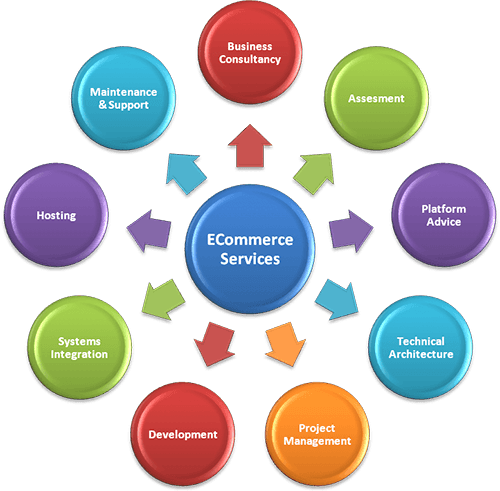 Business
Consultancy
Assesment
Platform
Advice
Technical
Architecture
Project
Management
Development
Systems
Integration
Hosting
Maintenance
& Support
ECommerce
Services